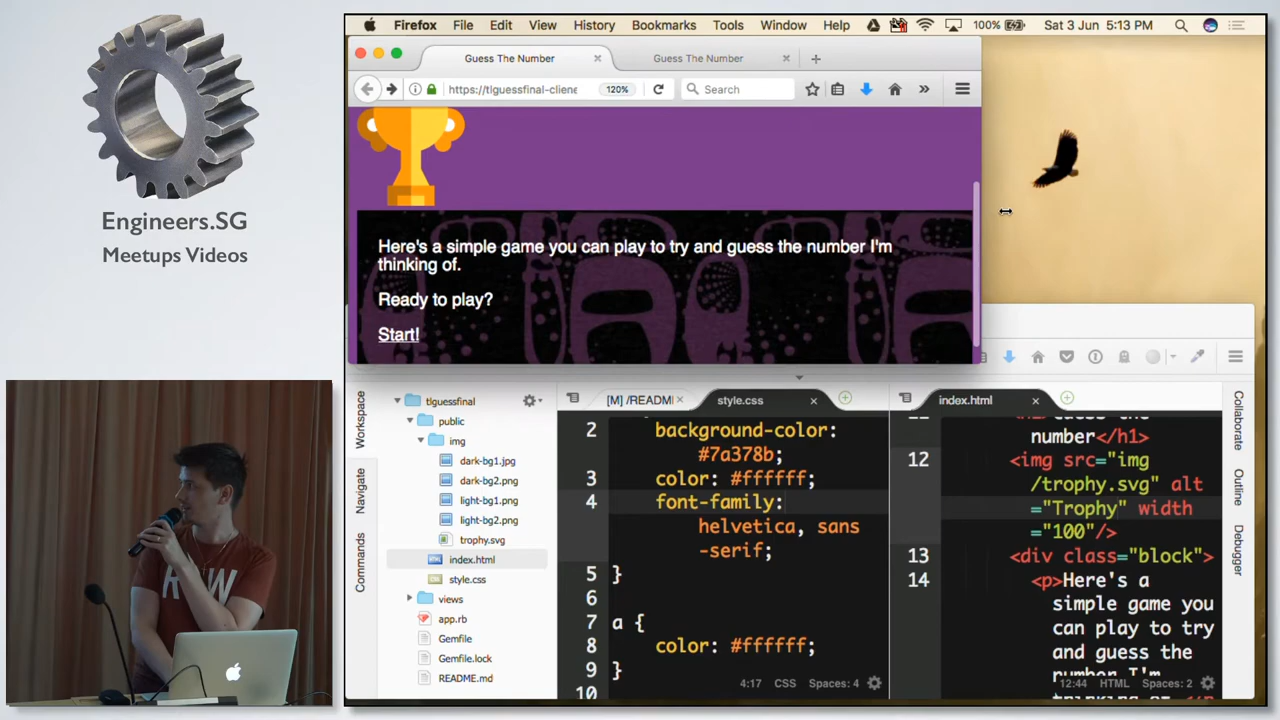 Engineers.SG
Meetups Videos
Firefox File Edit View History Bookmarks Tools Window Help 100% Sat 3 Jun 5:13 PM
Guess The Number
Guess The Number
https://tlguessfinal-cliene 120% Search
Here's a simple game you can play to try and guess the number I'm
thinking of.
Ready to play?
Start!
Workspace
Navigate
Commands
tlguessfinal
public
img
dark-bg1.jpg
dark-bg2.png
light-bg1.png
light-bg2.png
trophy.svg
index.html
style.css
views
app.rb
Gemfile
Gemfile.lock
README.md
[M] /README
style.css
2 background-color:
#7a378b;
3 color: #ffffff;
4 font-family:
helvetica, sans
-serif;
5 }
6
7 a {
8 color: #ffffff;
9 }
10
4:17 CSS Spaces: 4
index.html
number</h1>
12 <img src="img
/trophy.svg" alt
="Trophy" width
="100"/>
13 <div class="block">
14 <p>Here's a
simple game you
can play to try
and guess the
number I'm
12:44 HTML Spaces: 2
Collaborate
Outline
Debugger